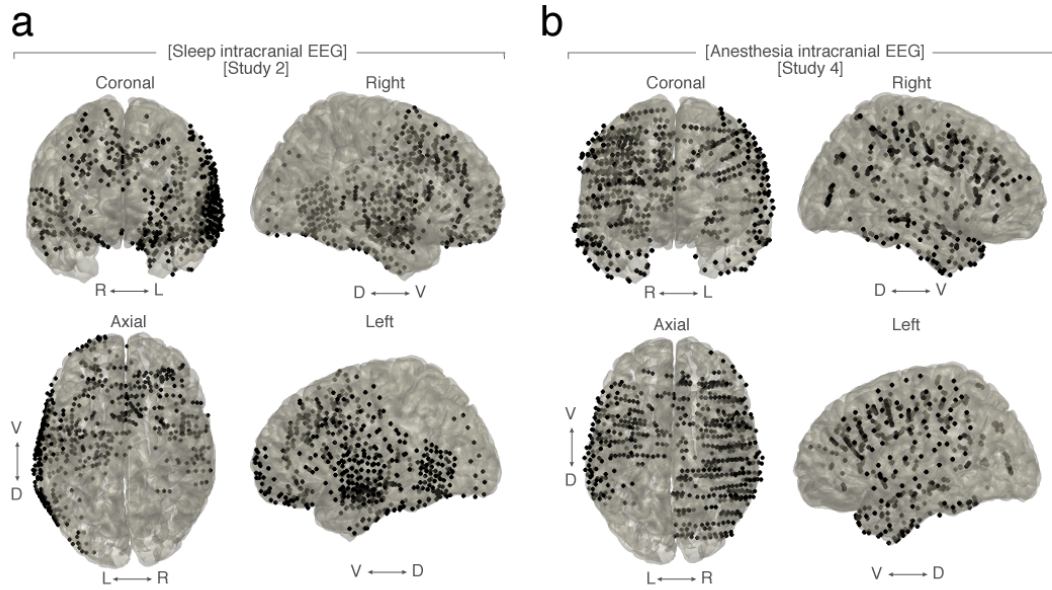 a
[Sleep intracranial EEG]
[Study 2]
Coronal
Right
R L
D V
Axial
Left
V
D
L R
V D
b
[Anesthesia intracranial EEG]
[Study 4]
Coronal
Right
R L
D V
Axial
Left
V
D
L R
V D